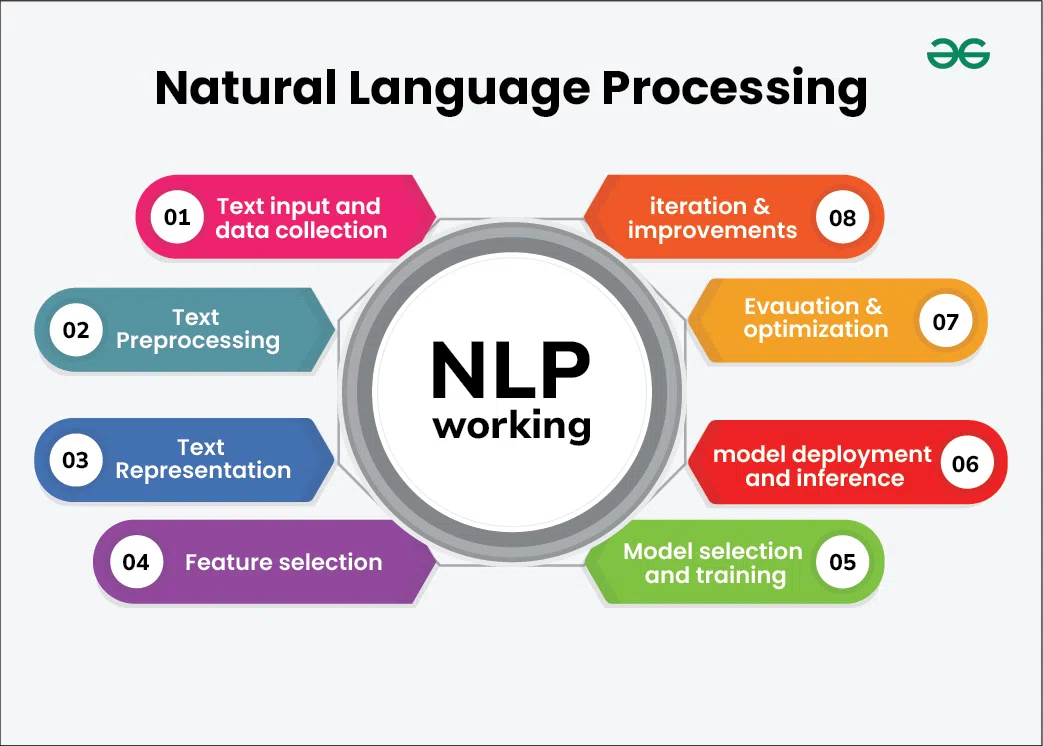 Natural Language Processing
01
Text input and
data collection
02
Text
Preprocessing
03
Text
Representation
04
Feature selection
NLP
working
iteration &
improvements
08
Evauation &
optimization
07
model deployment
and inference
06
Model selection
and training
05